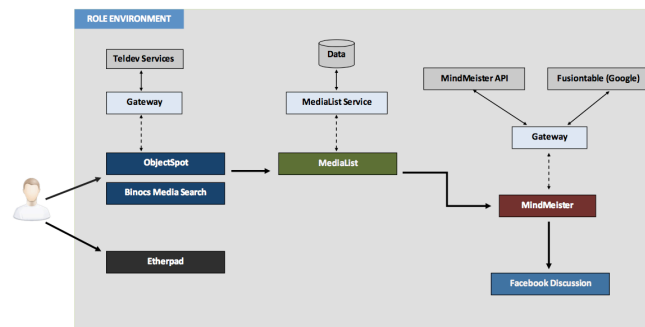 ROLE ENVIRONMENT
Teldev Services
Data
MindMeister API
Fusiontable (Google)
Gateway
MediaList Service
Gateway
ObjectSpot
MediaList
Binocs Media Search
MindMeister
Etherpad
Facebook Discussion